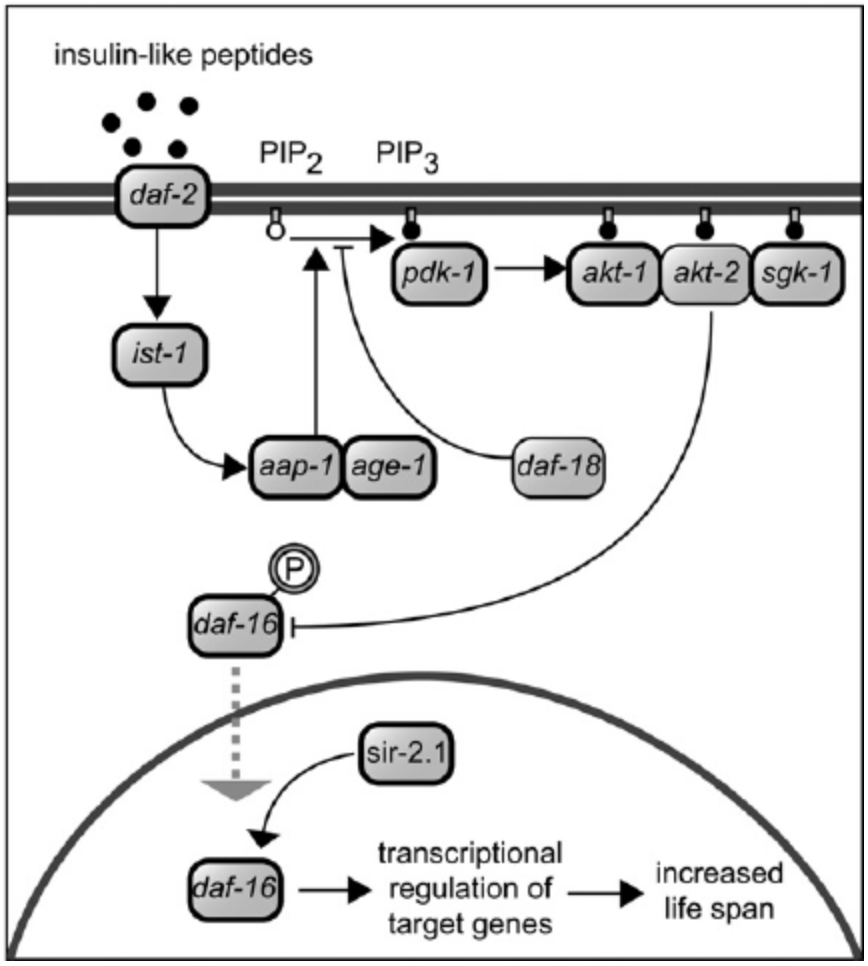 insulin-like peptides
PIP2 PIP3
daf-2
pdk-1 akt-1 akt-2 sgk-1
ist-1
aap-1 age-1 daf-18
P
daf-16
sir-2.1
daf-16
transcriptional
regulation of
target genes
increased
life span